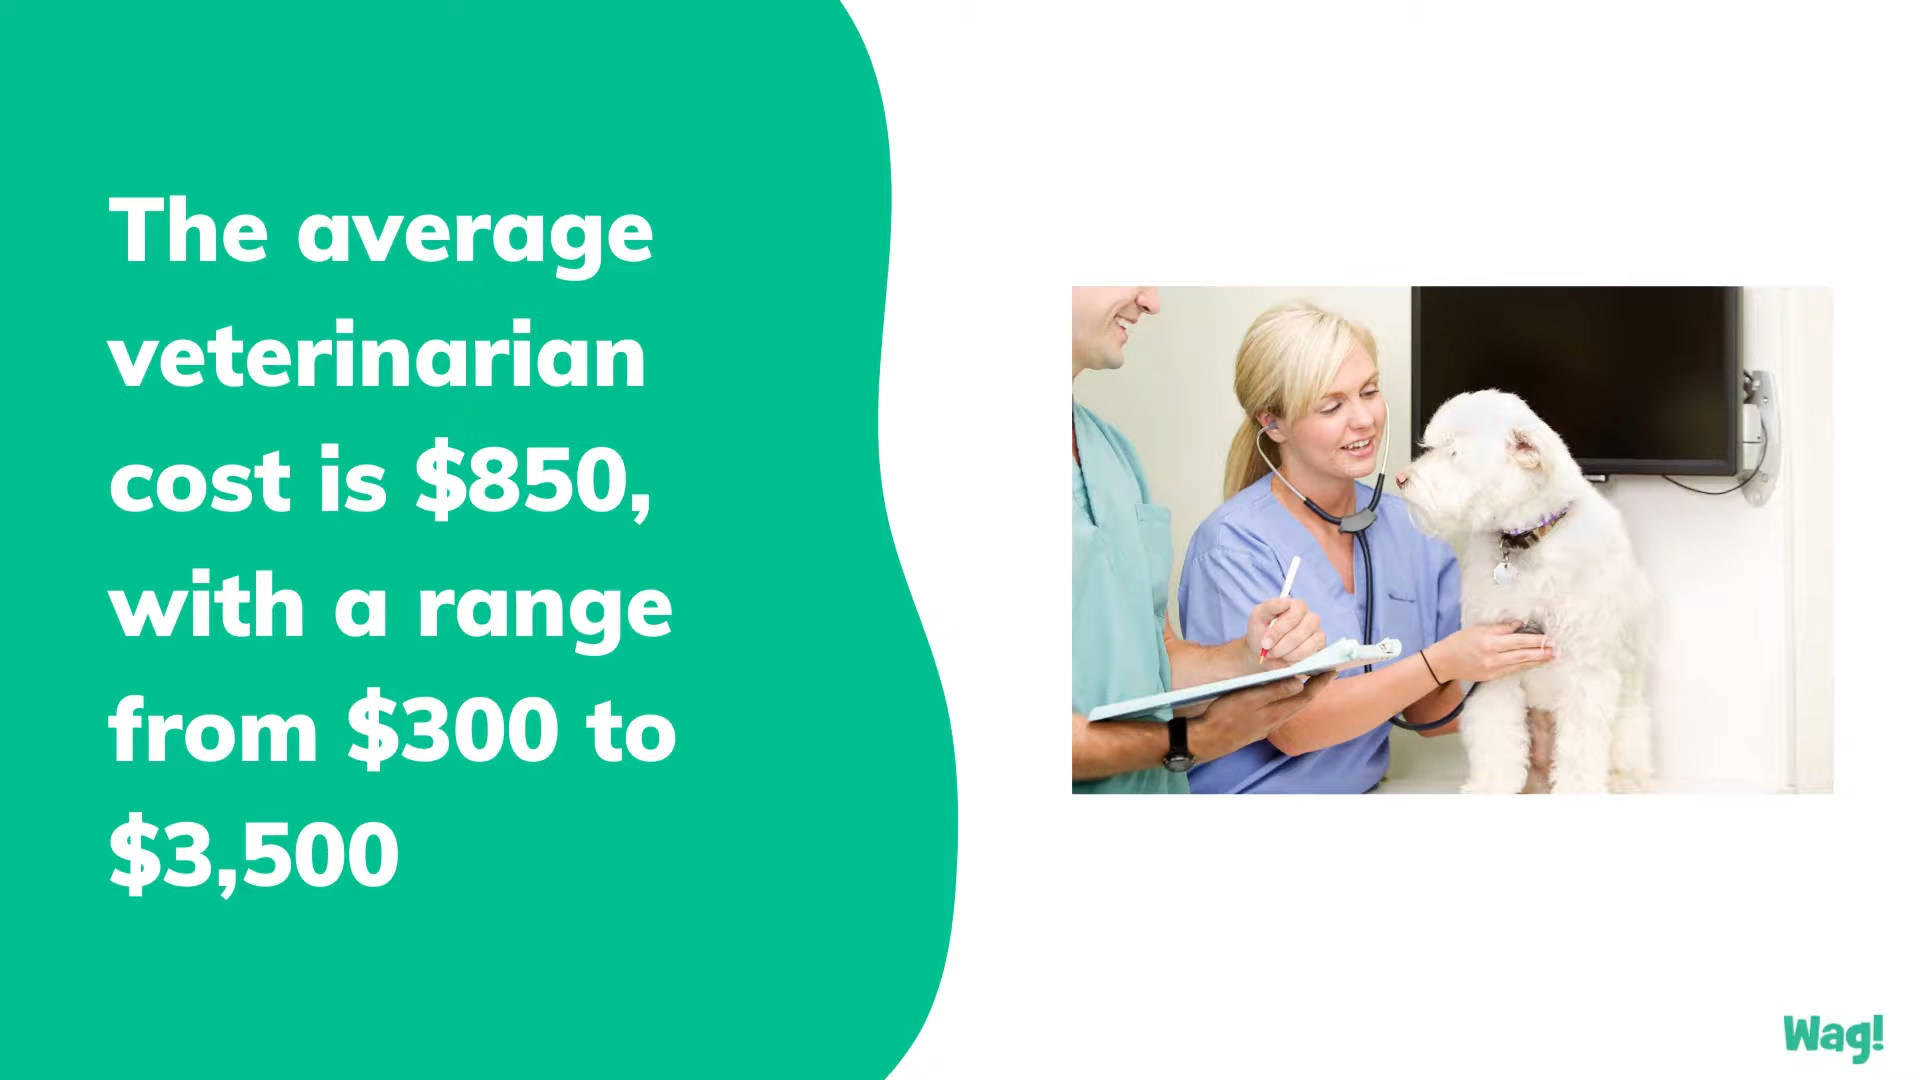 The average
veterinarian
cost is $850,
with a range
from $300 to
$3,500
Wag!